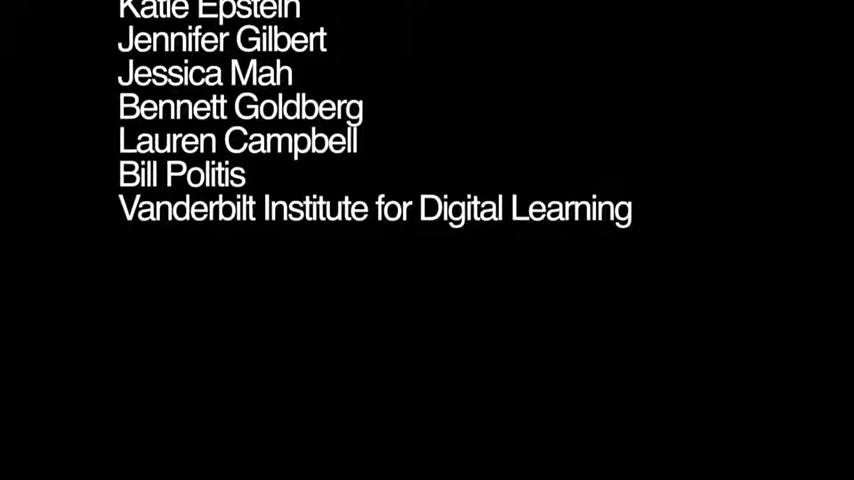 Katie Epstein
Jennifer Gilbert
Jessica Mah
Bennett Goldberg
Lauren Campbell
Bill Politis
Vanderbilt Institute for Digital Learning